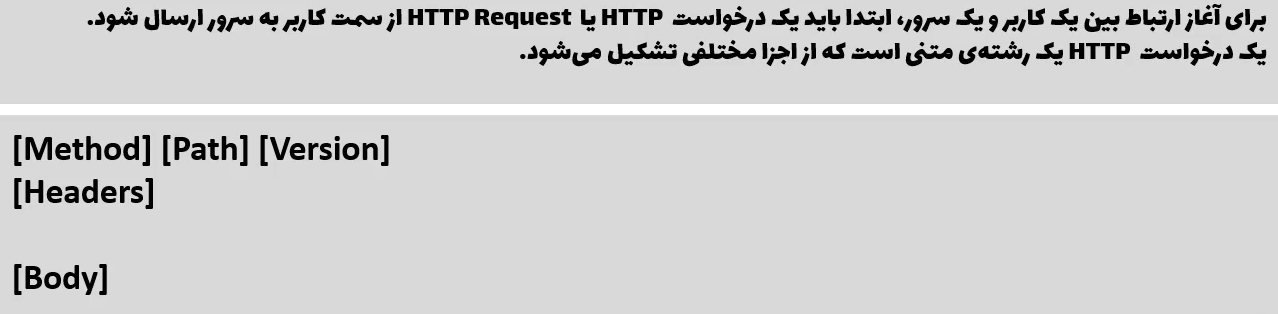 برای آغاز ارتباط بین یک کاربر و یک سرور، ابتدا باید یک درخواست HTTP یا HTTP Request از سمت کاربر به سرور ارسال شود.
یک درخواست HTTP یک رشته‌ی متنی است که از اجزا مختلفی تشکیل می‌شود.
[Method] [Path] [Version]
[Headers]
[Body]